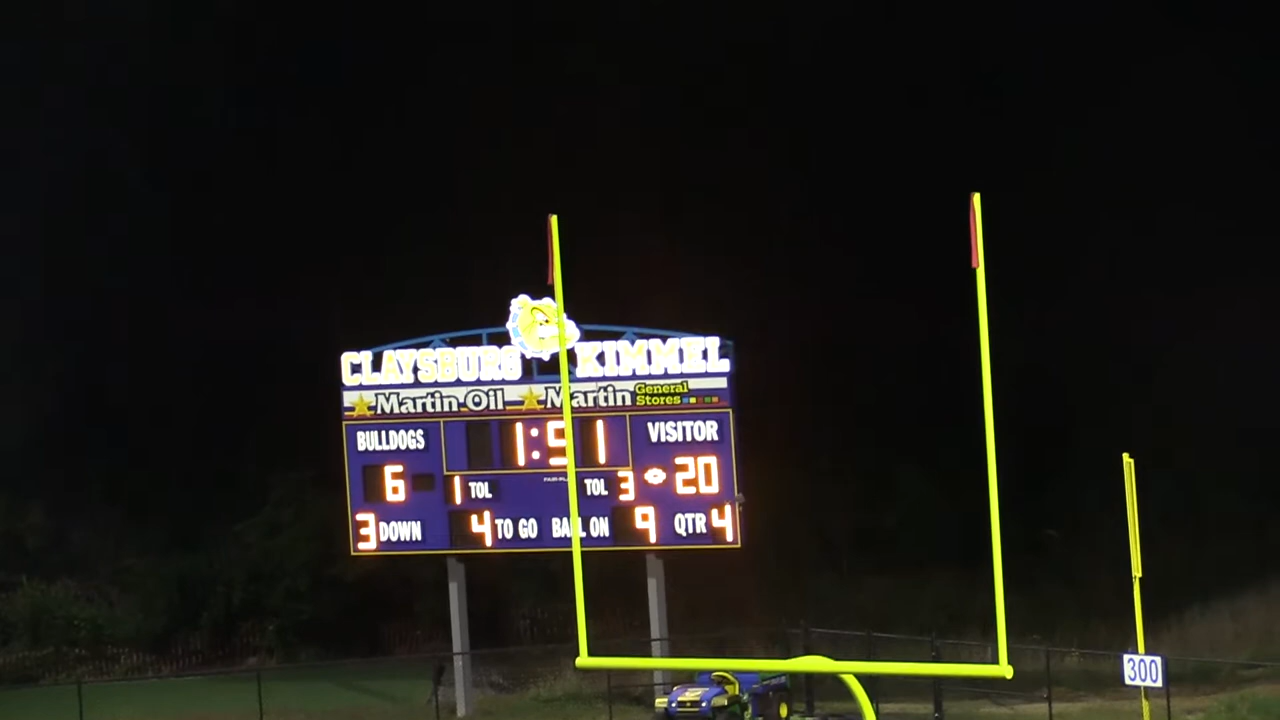 CLAYSBURG KIMMEL
Martin Oil Martin General Stores
BULLDOGS 1:51 VISITOR
6 1 TOL TOL 3 20
3 DOWN 4 TO GO BALL ON 9 QTR 4
300